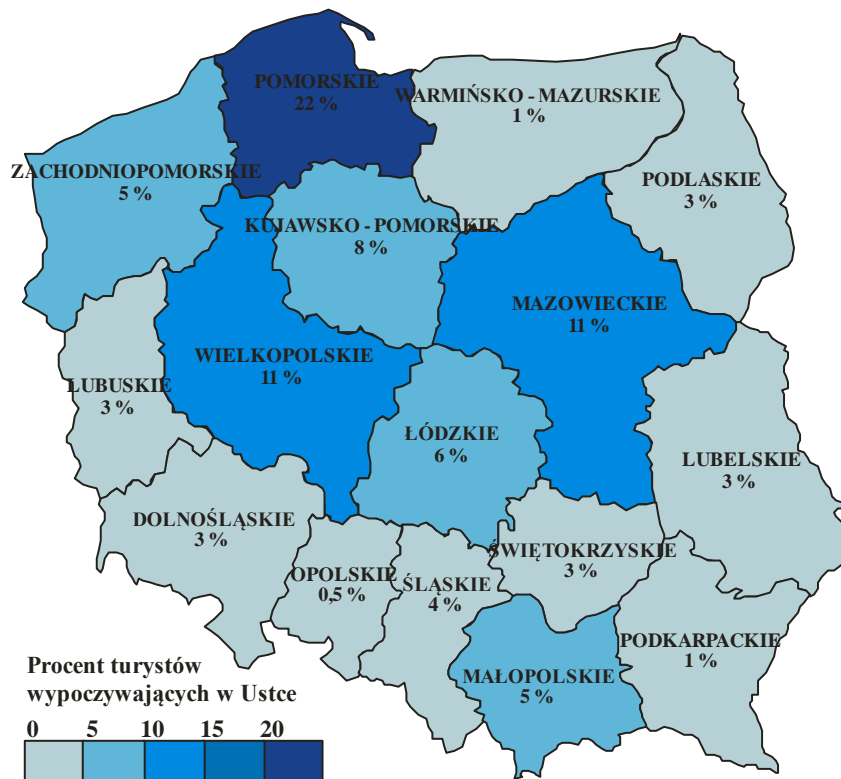 POMORSKIE
22 %
WARMIŃSKO - MAZURSKIE
1 %
ZACHODNIOPOMORSKIE
5 %
PODLASKIE
3 %
KUJAWSKO - POMORSKIE
8 %
MAZOWIECKIE
11 %
WIELKOPOLSKIE
11 %
LUBUSKIE
3 %
ŁÓDZKIE
6 %
LUBELSKIE
3 %
DOLNOŚLĄSKIE
3 %
ŚWIĘTOKRZYSKIE
3 %
OPOLSKIE
0,5 %
ŚLĄSKIE
4 %
PODKARPACKIE
1 %
MAŁOPOLSKIE
5 %
Procent turystów
wypoczywających w Ustce
0 5 10 15 20